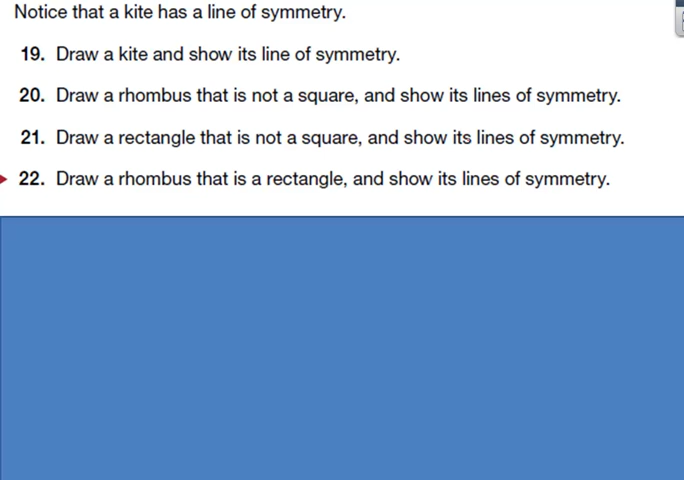 Notice that a kite has a line of symmetry.
19. Draw a kite and show its line of symmetry.
20. Draw a rhombus that is not a square, and show its lines of symmetry.
21. Draw a rectangle that is not a square, and show its lines of symmetry.
22. Draw a rhombus that is a rectangle, and show its lines of symmetry.